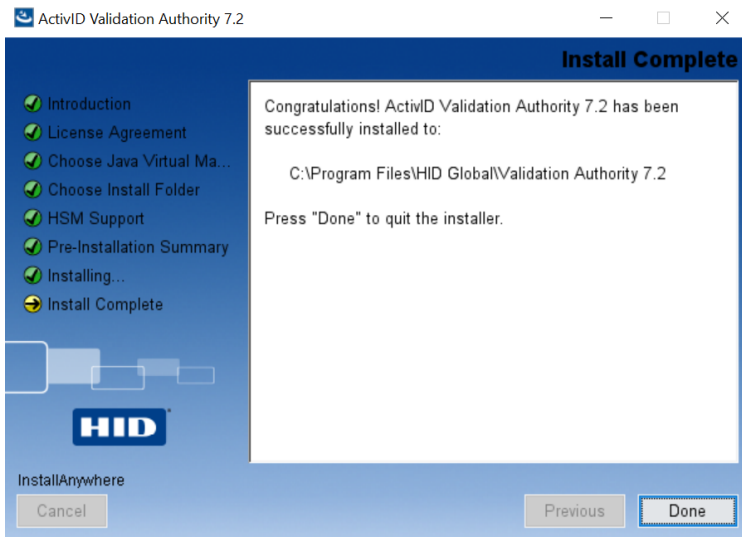 ActivID Validation Authority 7.2
Install Complete
Introduction
License Agreement
Choose Java Virtual Ma...
Choose Install Folder
HSM Support
Pre-Installation Summary
Installing...
Install Complete
Congratulations! ActivID Validation Authority 7.2 has been
successfully installed to:
C:\Program Files\HID Global\Validation Authority 7.2
Press "Done" to quit the installer.
HID
InstallAnywhere
Cancel
Previous
Done